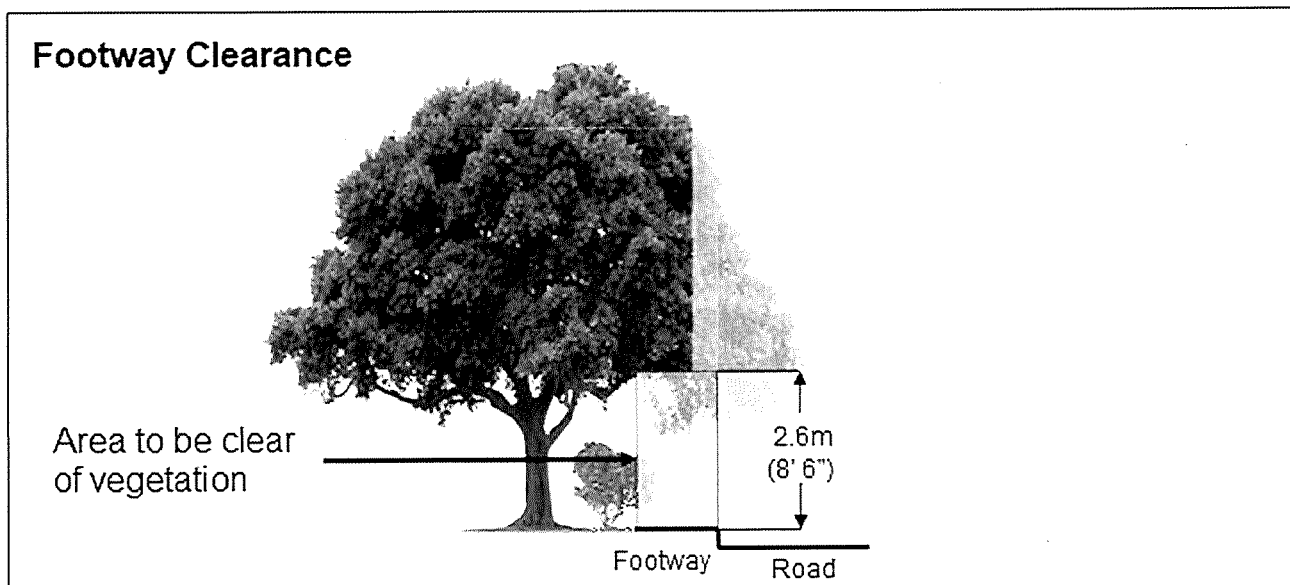 Footway Clearance
Area to be clear
of vegetation
2.6m
(8' 6")
Footway
Road